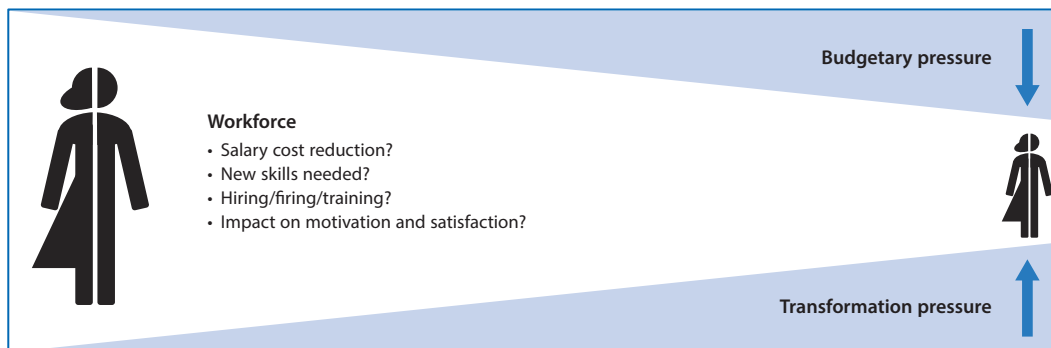 Budgetary pressure
Workforce
• Salary cost reduction?
• New skills needed?
• Hiring/firing/training?
• Impact on motivation and satisfaction?
Transformation pressure